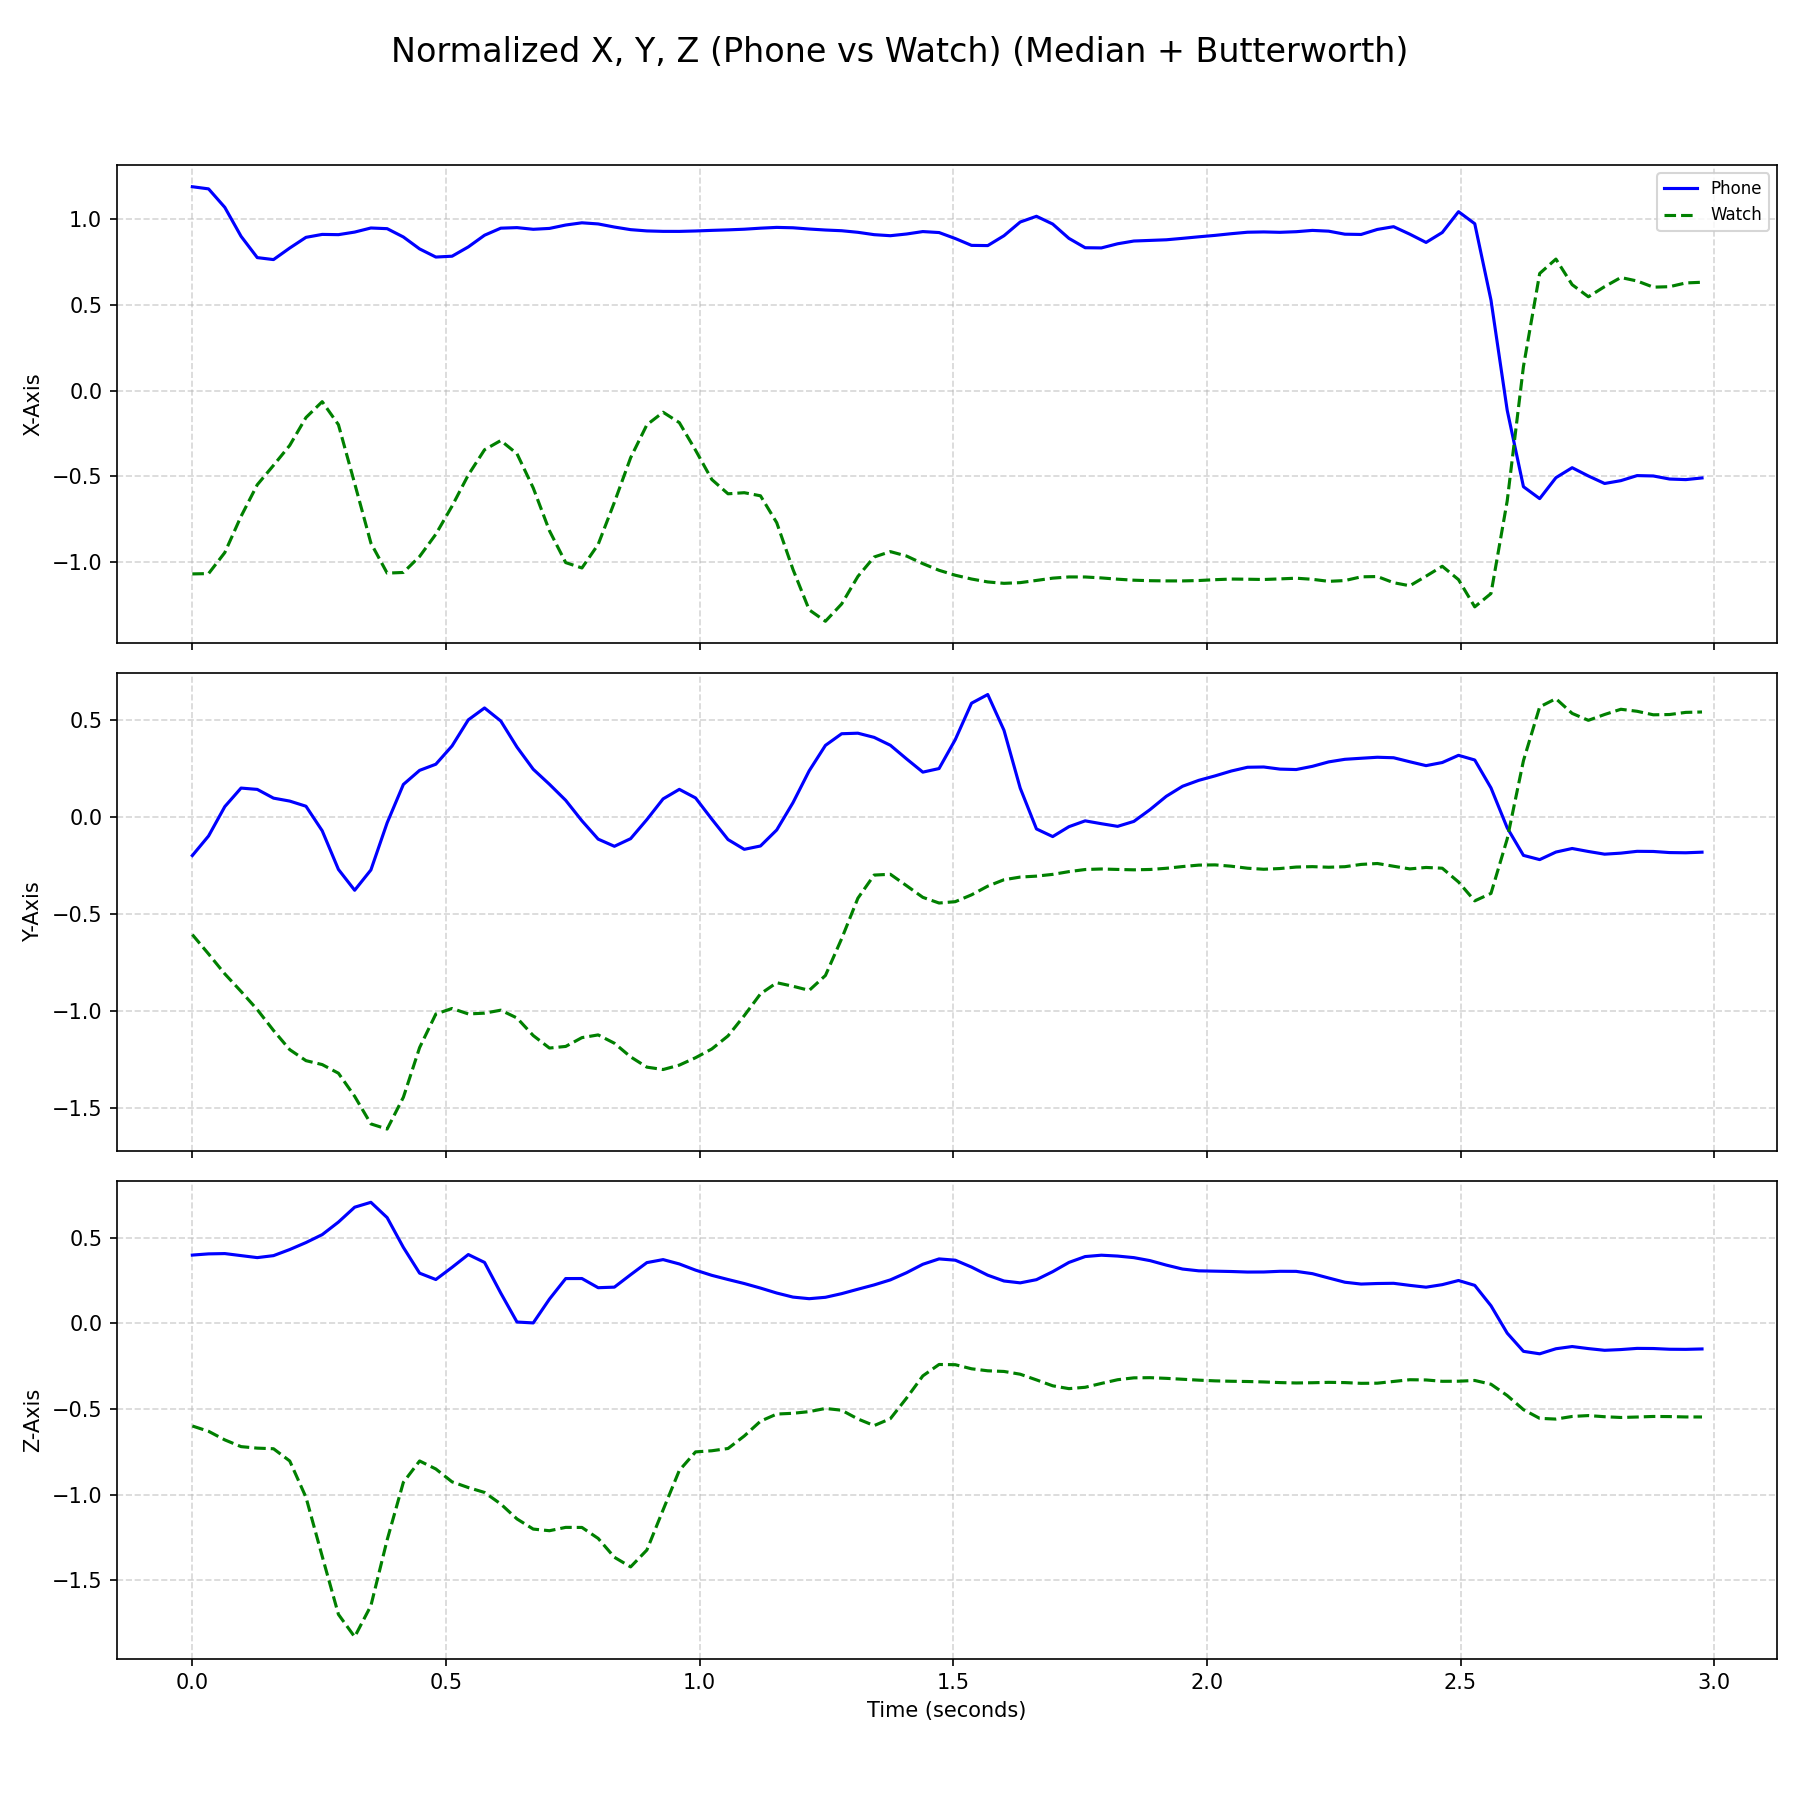 Normalized X, Y, Z (Phone vs Watch) (Median + Butterworth)
Phone
Watch
X-Axis
1.0
0.5
0.0
−0.5
−1.0
Y-Axis
0.5
0.0
−0.5
−1.0
−1.5
Z-Axis
0.5
0.0
−0.5
−1.0
−1.5
0.0 0.5 1.0 1.5 2.0 2.5 3.0
Time (seconds)